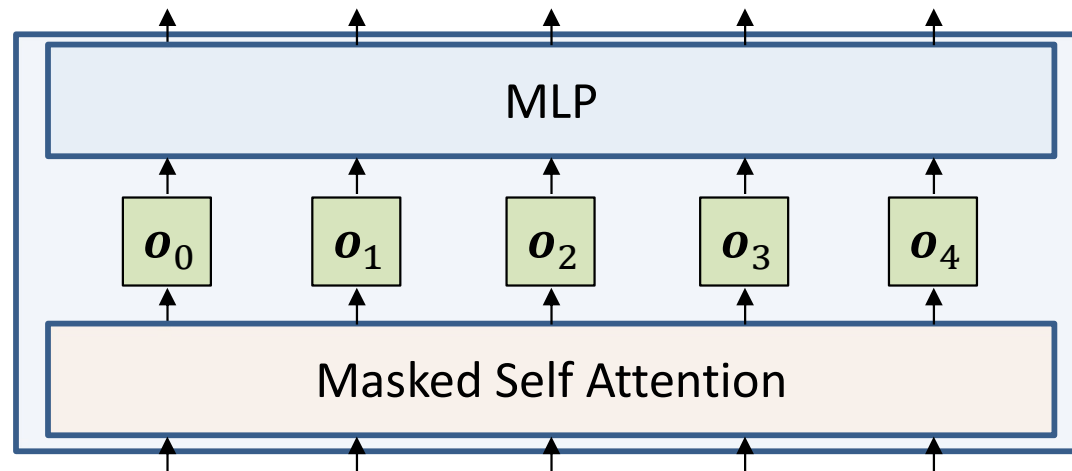 MLP
o₀ o₁ o₂ o₃ o₄
Masked Self Attention